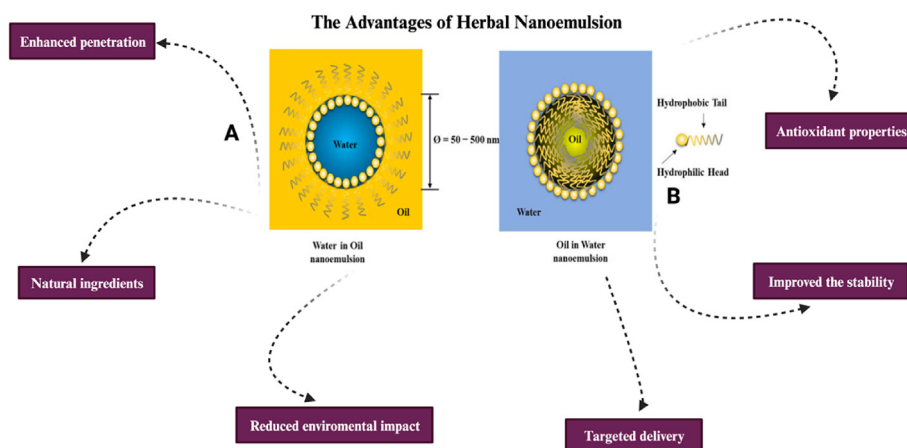 The Advantages of Herbal Nanoemulsion
Enhanced penetration
A
Water
Ø = 50 – 500 nm
Oil
Water in Oil
nanoemulsion
Oil
Water
Oil in Water
nanoemulsion
Hydrophobic Tail
Hydrophilic Head
B
Antioxidant properties
Natural ingredients
Improved the stability
Reduced enviromental impact
Targeted delivery